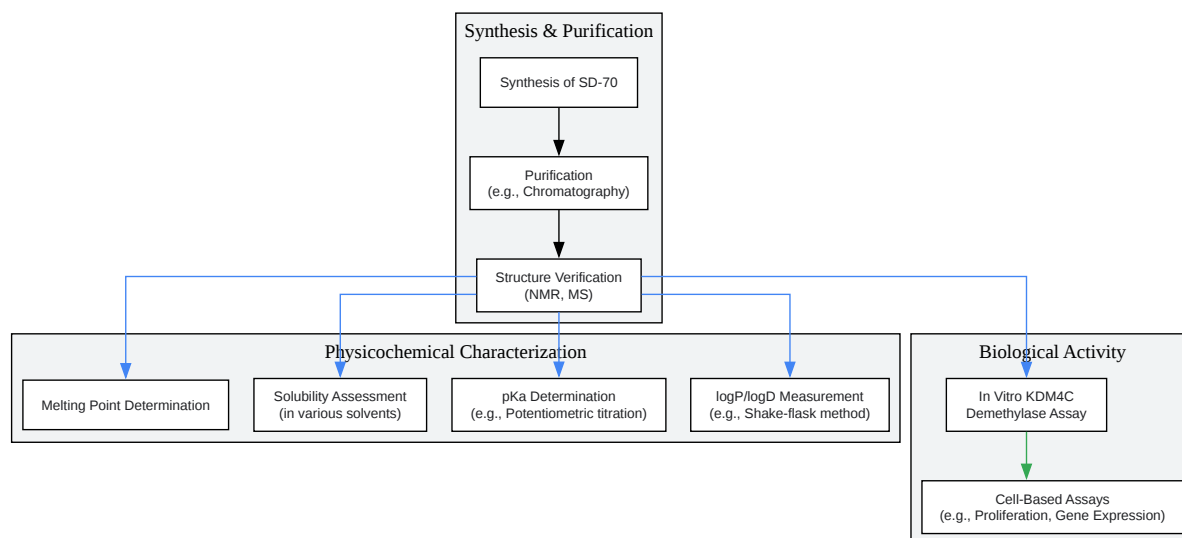 Synthesis & Purification
Synthesis of SD-70
Purification
(e.g., Chromatography)
Structure Verification
(NMR, MS)
Physicochemical Characterization
Melting Point Determination
Solubility Assessment
(in various solvents)
pKa Determination
(e.g., Potentiometric titration)
logP/logD Measurement
(e.g., Shake-flask method)
Biological Activity
In Vitro KDM4C
Demethylase Assay
Cell-Based Assays
(e.g., Proliferation, Gene Expression)